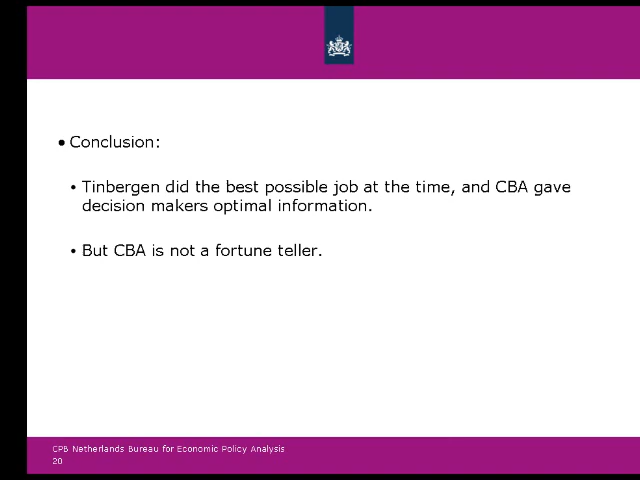 • Conclusion:
• Tinbergen did the best possible job at the time, and CBA gave
decision makers optimal information.
• But CBA is not a fortune teller.
CPB Netherlands Bureau for Economic Policy Analysis
20